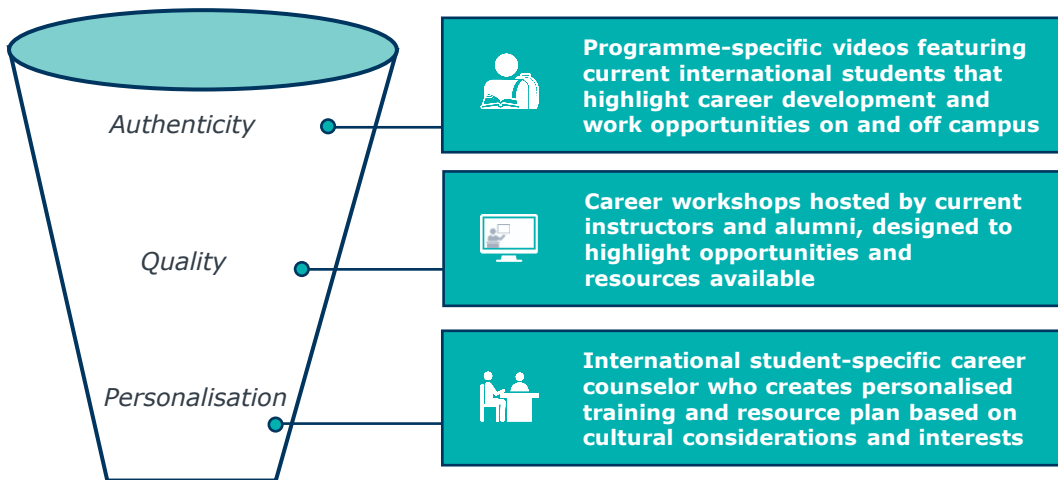 Authenticity
Programme-specific videos featuring
current international students that
highlight career development and
work opportunities on and off campus
Quality
Career workshops hosted by current
instructors and alumni, designed to
highlight opportunities and
resources available
Personalisation
International student-specific career
counselor who creates personalised
training and resource plan based on
cultural considerations and interests